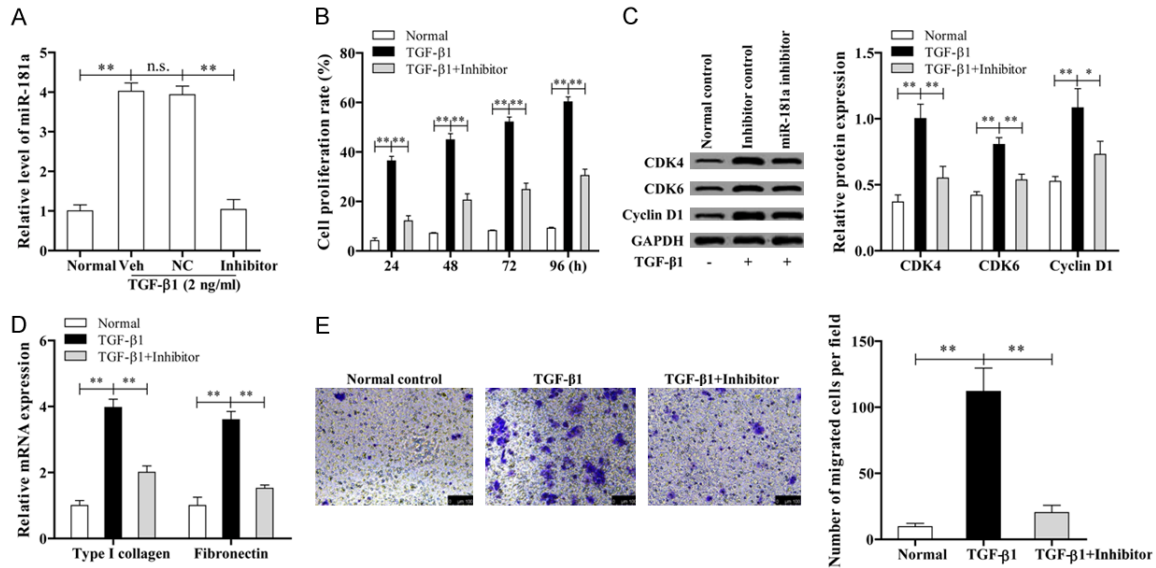 A
Relative level of miR-181a
5
4
3
2
1
0
** n.s. **
Normal Veh NC Inhibitor
TGF-β1 (2 ng/ml)
B
Normal
TGF-β1
TGF-β1+Inhibitor
Cell proliferation rate (%)
80
60
40
20
0
** ** ** ** ** ** ** **
24 48 72 96 (h)
C
Normal control
Inhibitor control
miR-181a inhibitor
CDK4
CDK6
Cyclin D1
GAPDH
TGF-β1 - + +
Normal
TGF-β1
TGF-β1+Inhibitor
Relative protein expression
1.5
1.0
0.5
0.0
** ** ** ** ** *
CDK4 CDK6 Cyclin D1
D
Normal
TGF-β1
TGF-β1+Inhibitor
Relative mRNA expression
6
4
2
0
** ** ** **
Type I collagen Fibronectin
E
Normal control TGF-β1 TGF-β1+Inhibitor
Number of migrated cells per field
150
100
50
0
** **
Normal TGF-β1 TGF-β1+Inhibitor